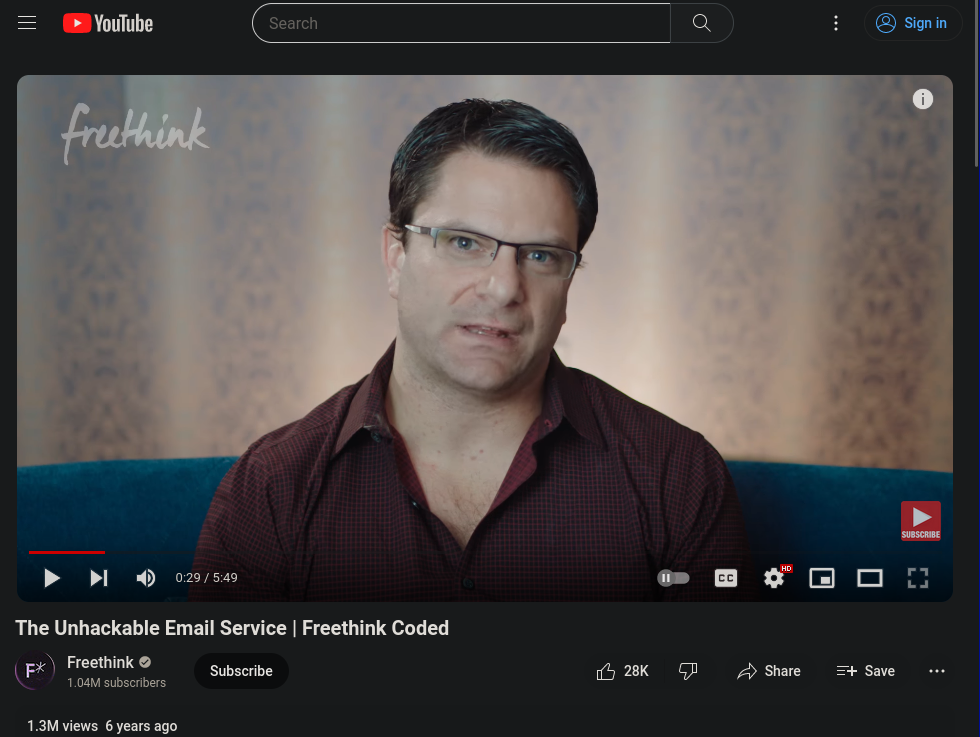 YouTube
Search
Sign in
freethink
SUBSCRIBE
0:29 / 5:49
CC
HD
The Unhackable Email Service | Freethink Coded
F*
Freethink
1.04M subscribers
Subscribe
28K
Share
Save
1.3M views 6 years ago